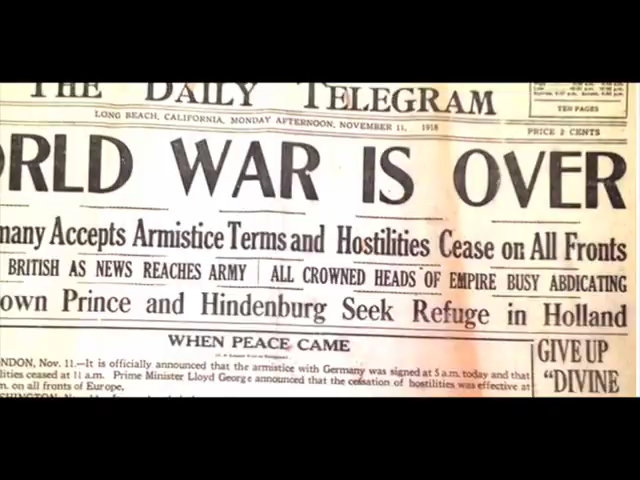 THE DAILY TELEGRAM
TEN PAGES
LONG BEACH, CALIFORNIA, MONDAY AFTERNOON, NOVEMBER 11, 1918
PRICE 2 CENTS
ORLD WAR IS OVER
many Accepts Armistice Terms and Hostilities Cease on All Fronts
BRITISH AS NEWS REACHES ARMY | ALL CROWNED HEADS OF EMPIRE BUSY ABDICATING
own Prince and Hindenburg Seek Refuge in Holland
WHEN PEACE CAME
NDON, Nov. 11.—It is officially announced that the armistice with Germany was signed at 5 a.m. today and that
lities ceased at 11 a.m. Prime Minister Lloyd George announced that the cessation of hostilities was effective at
n. on all fronts of Europe.
GIVE UP
"DIVINE